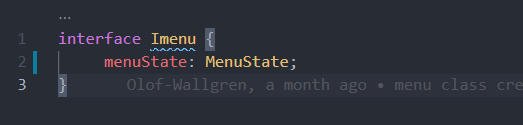 ...
1 interface Imenu {
2 menuState: MenuState;
3 } Olof-Wallgren, a month ago • menu class cre